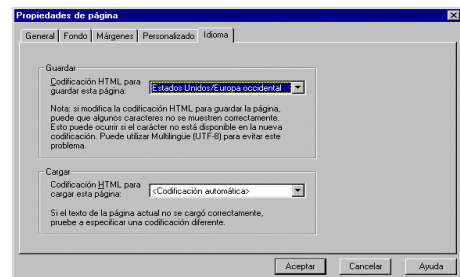 Propiedades de página
General Fondo Márgenes Personalizado Idioma
Guardar
Codificación HTML para
guardar esta página:
Estados Unidos/Europa occidental
Nota: si modifica la codificación HTML para guardar la página,
puede que algunos caracteres no se muestren correctamente.
Esto puede ocurrir si el carácter no está disponible en la nueva
codificación. Puede utilizar Multilingüe (UTF-8) para evitar este
problema.
Cargar
Codificación HTML para
cargar esta página:
<Codificación automática>
Si el texto de la página actual no se cargó correctamente,
pruebe a especificar una codificación diferente.
Aceptar Cancelar Ayuda